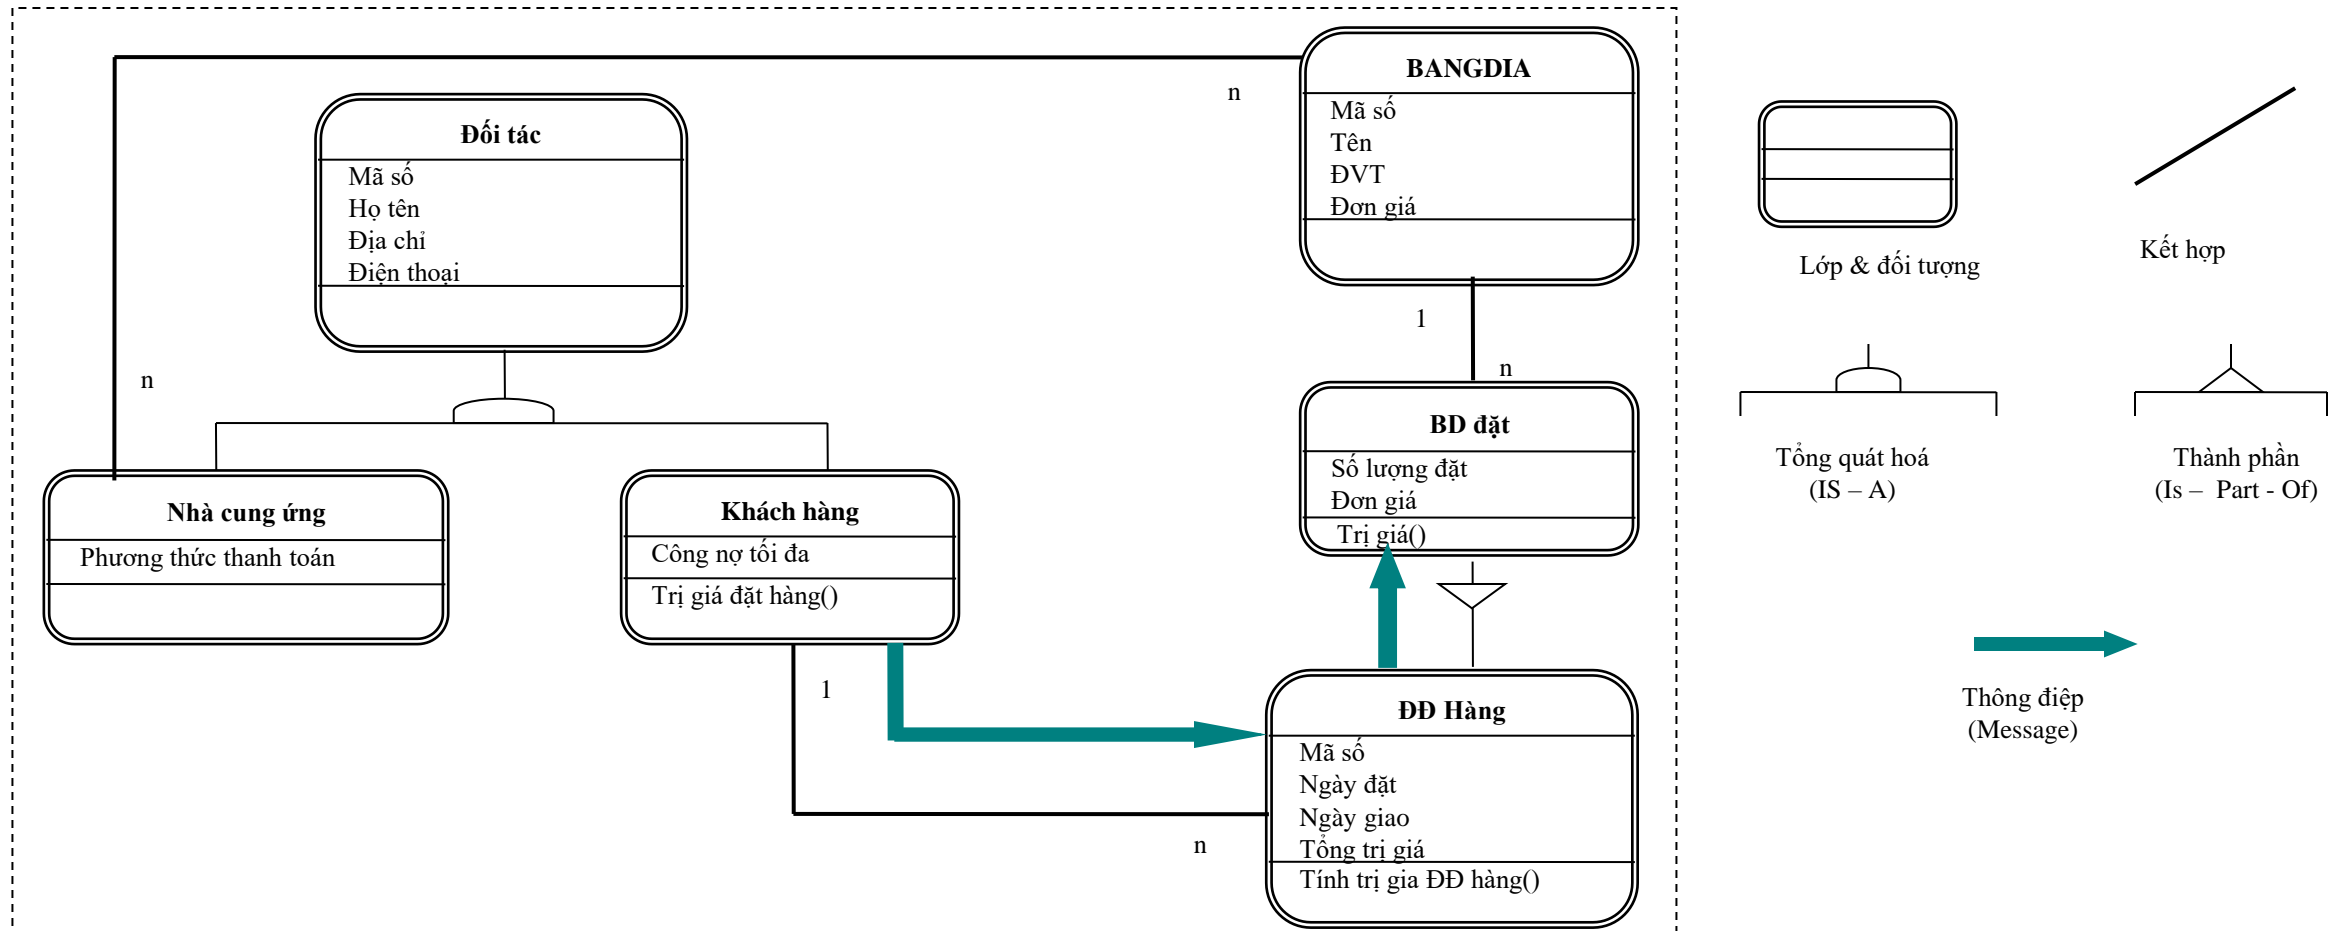 BANGDIA
Mã số
Tên
ĐVT
Đơn giá
n
Đối tác
Mã số
Họ tên
Địa chỉ
Điện thoại
n
1
n
BD đặt
Số lượng đặt
Đơn giá
Trị giá()
Nhà cung ứng
Phương thức thanh toán
Khách hàng
Công nợ tối đa
Trị giá đặt hàng()
1
n
ĐĐ Hàng
Mã số
Ngày đặt
Ngày giao
Tổng trị giá
Tính trị gia ĐĐ hàng()
Lớp & đối tượng
Kết hợp
Tổng quát hoá
(IS – A)
Thành phần
(Is – Part - Of)
Thông điệp
(Message)